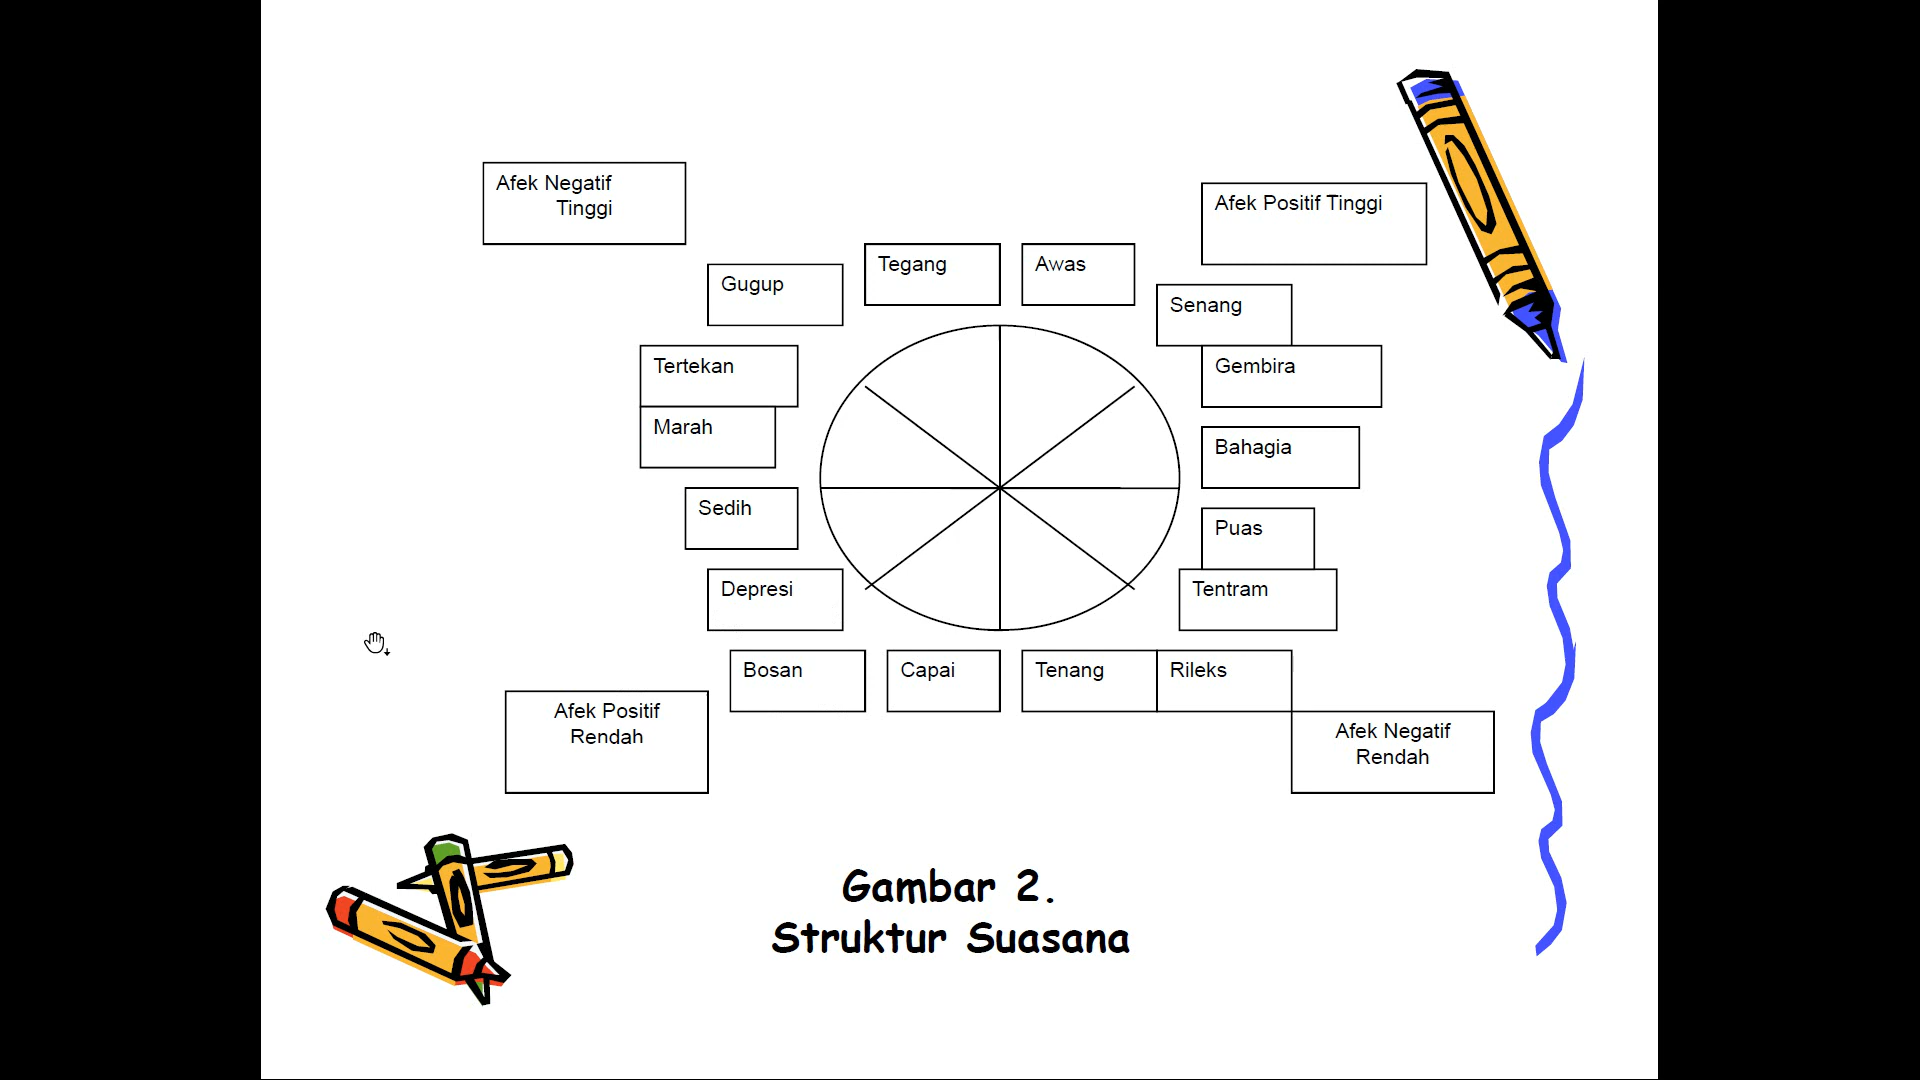 Afek Negatif
Tinggi
Afek Positif Tinggi
Tegang
Awas
Gugup
Senang
Tertekan
Gembira
Marah
Bahagia
Sedih
Puas
Depresi
Tentram
Bosan
Capai
Tenang
Rileks
Afek Positif
Rendah
Afek Negatif
Rendah
Gambar 2.
Struktur Suasana